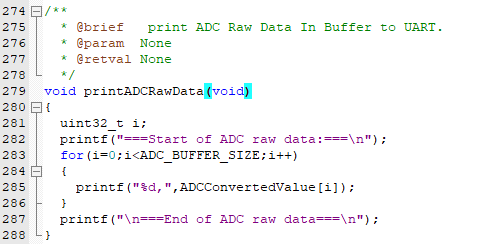 274 /**
275   * @brief   print ADC Raw Data In Buffer to UART.
276   * @param  None
277   * @retval None
278   */
279 void printADCRawData(void)
280 {
281   uint32_t i;
282   printf("===Start of ADC raw data:===\n");
283   for(i=0;i<ADC_BUFFER_SIZE;i++)
284   {
285     printf("%d,",ADCConvertedValue[i]);
286   }
287   printf("\n===End of ADC raw data===\n");
288 }